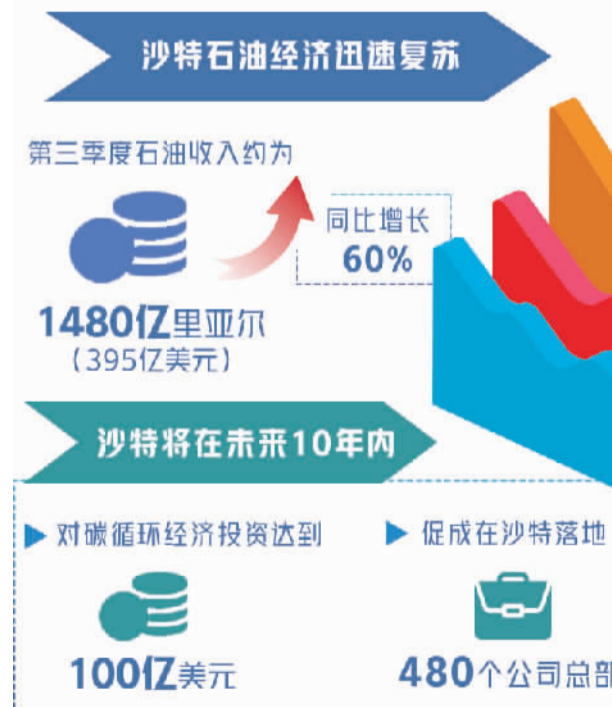 沙特石油经济迅速复苏
第三季度石油收入约为
同比增长
60%
1480亿里亚尔
(395亿美元)
沙特将在未来10年内
对碳循环经济投资达到
100亿美元
促成在沙特落地
480个公司总部